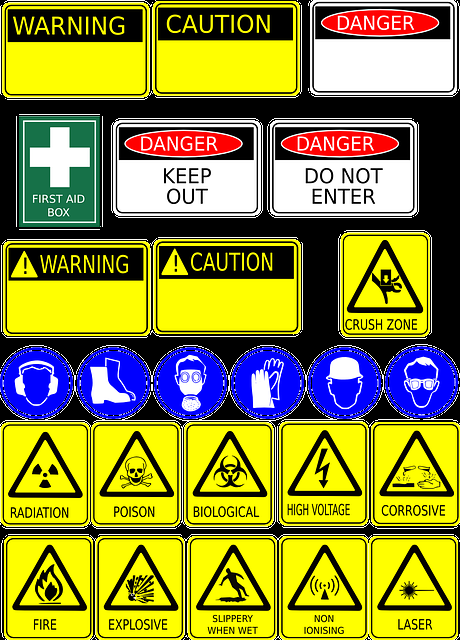 WARNING
CAUTION
DANGER
FIRST AID
BOX
DANGER
KEEP
OUT
DANGER
DO NOT
ENTER
WARNING
CAUTION
CRUSH ZONE
RADIATION
POISON
BIOLOGICAL
HIGH VOLTAGE
CORROSIVE
FIRE
EXPLOSIVE
SLIPPERY
WHEN WET
NON
IONISING
LASER